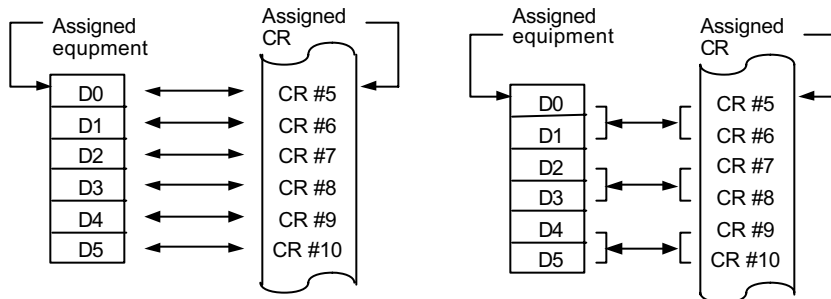 Assigned
equpment
Assigned
CR
D0
D1
D2
D3
D4
D5
CR #5
CR #6
CR #7
CR #8
CR #9
CR #10
Assigned
equipment
Assigned
CR
D0
D1
D2
D3
D4
D5
CR #5
CR #6
CR #7
CR #8
CR #9
CR #10